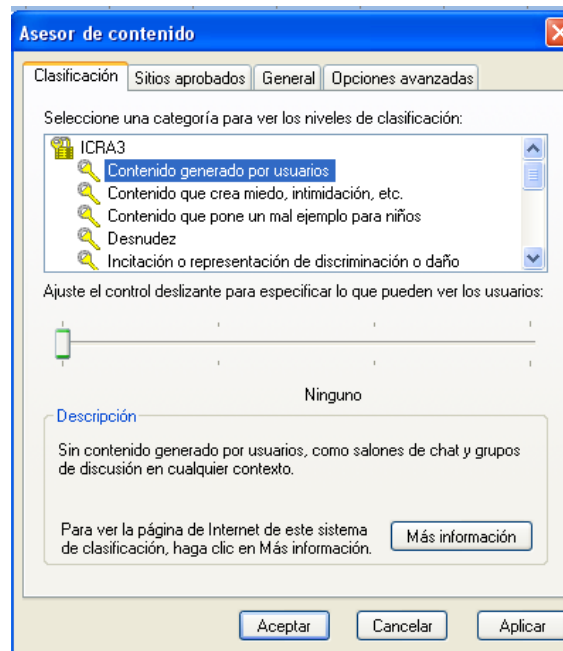 Asesor de contenido
Clasificación Sitios aprobados General Opciones avanzadas
Seleccione una categoría para ver los niveles de clasificación:
ICRA3
Contenido generado por usuarios
Contenido que crea miedo, intimidación, etc.
Contenido que pone un mal ejemplo para niños
Desnudez
Incitación o representación de discriminación o daño
Ajuste el control deslizante para especificar lo que pueden ver los usuarios:
Ninguno
Descripción
Sin contenido generado por usuarios, como salones de chat y grupos
de discusión en cualquier contexto.
Para ver la página de Internet de este sistema
de clasificación, haga clic en Más información.
Más información
Aceptar Cancelar Aplicar